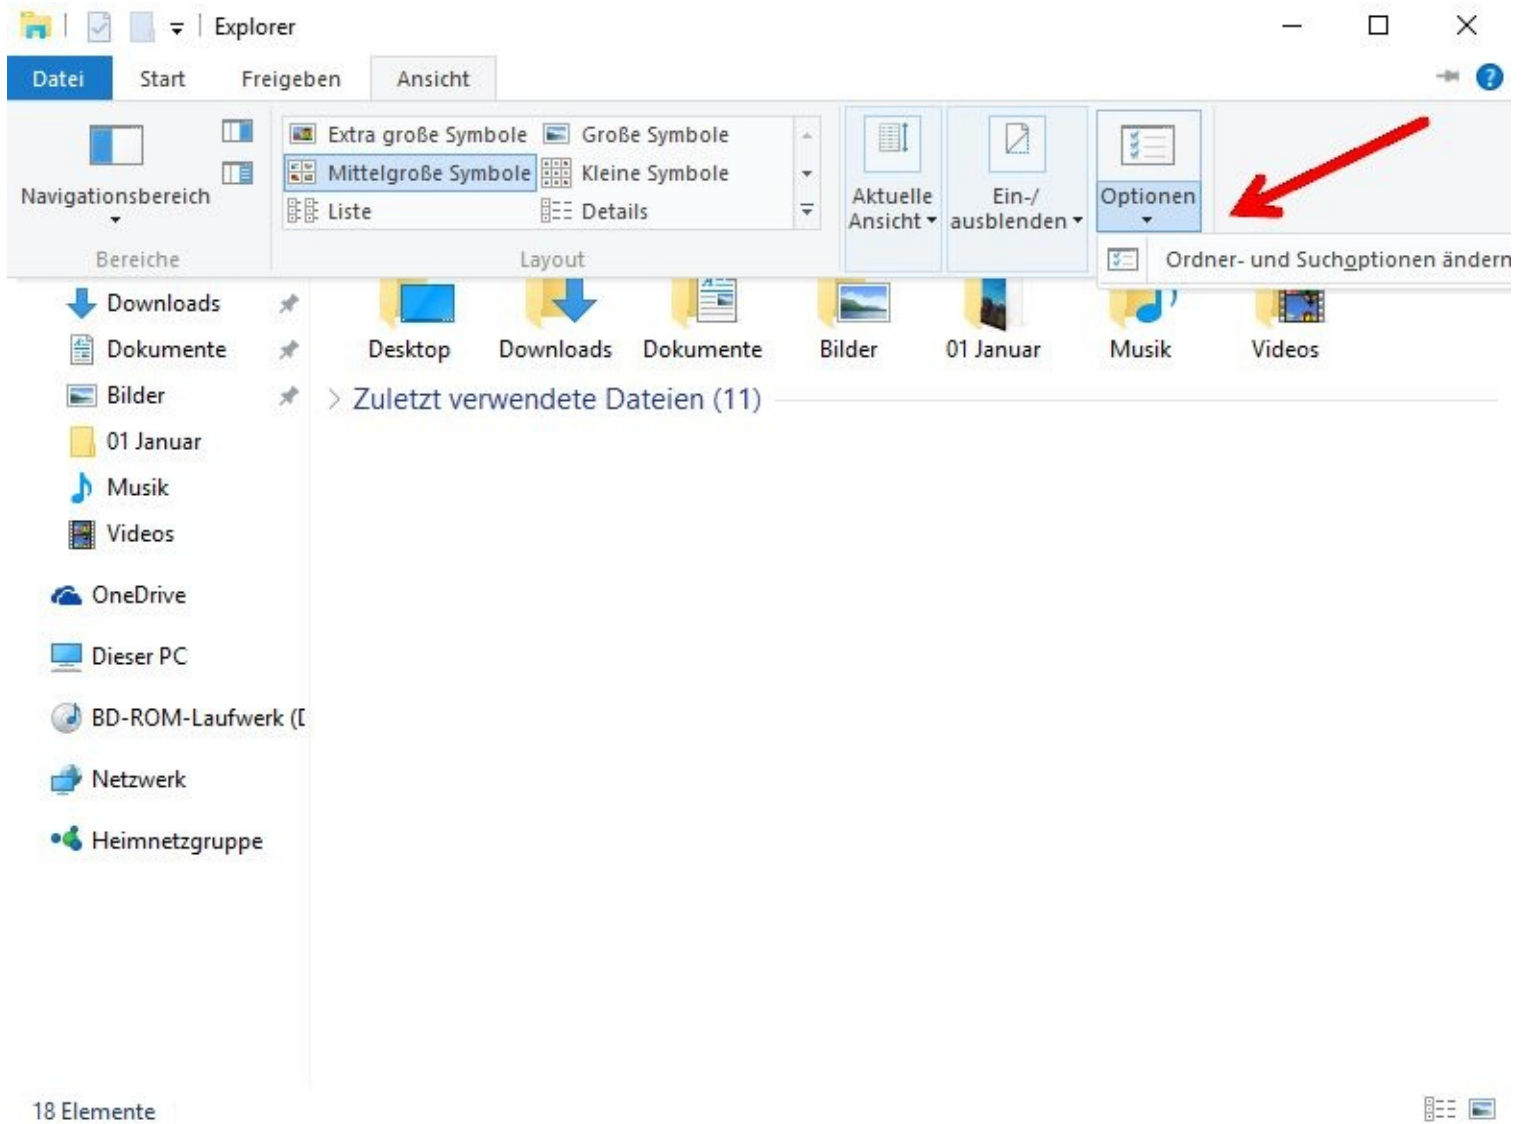 Explorer
Datei Start Freigeben Ansicht
?
Extra große Symbole Große Symbole
Mittelgroße Symbole Kleine Symbole
Liste Details
Navigationsbereich
Aktuelle
Ansicht
Ein-/
ausblenden
Optionen
Bereiche Layout
Ordner- und Suchoptionen ändern
Downloads
Dokumente
Bilder
01 Januar
Musik
Videos
OneDrive
Dieser PC
BD-ROM-Laufwerk (D
Netzwerk
Heimnetzgruppe
Desktop Downloads Dokumente Bilder 01 Januar Musik Videos
Zuletzt verwendete Dateien (11)
18 Elemente